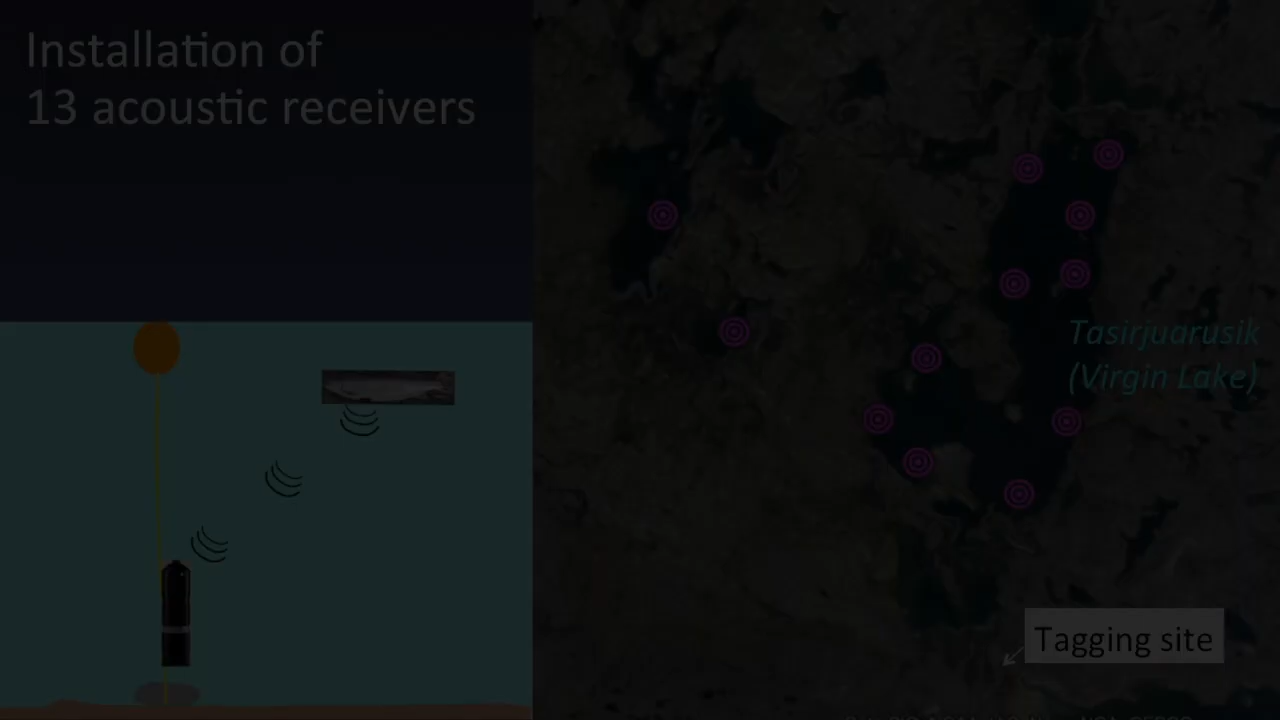 Installation of
13 acoustic receivers
Tasirjuarusik
(Virgin Lake)
Tagging site